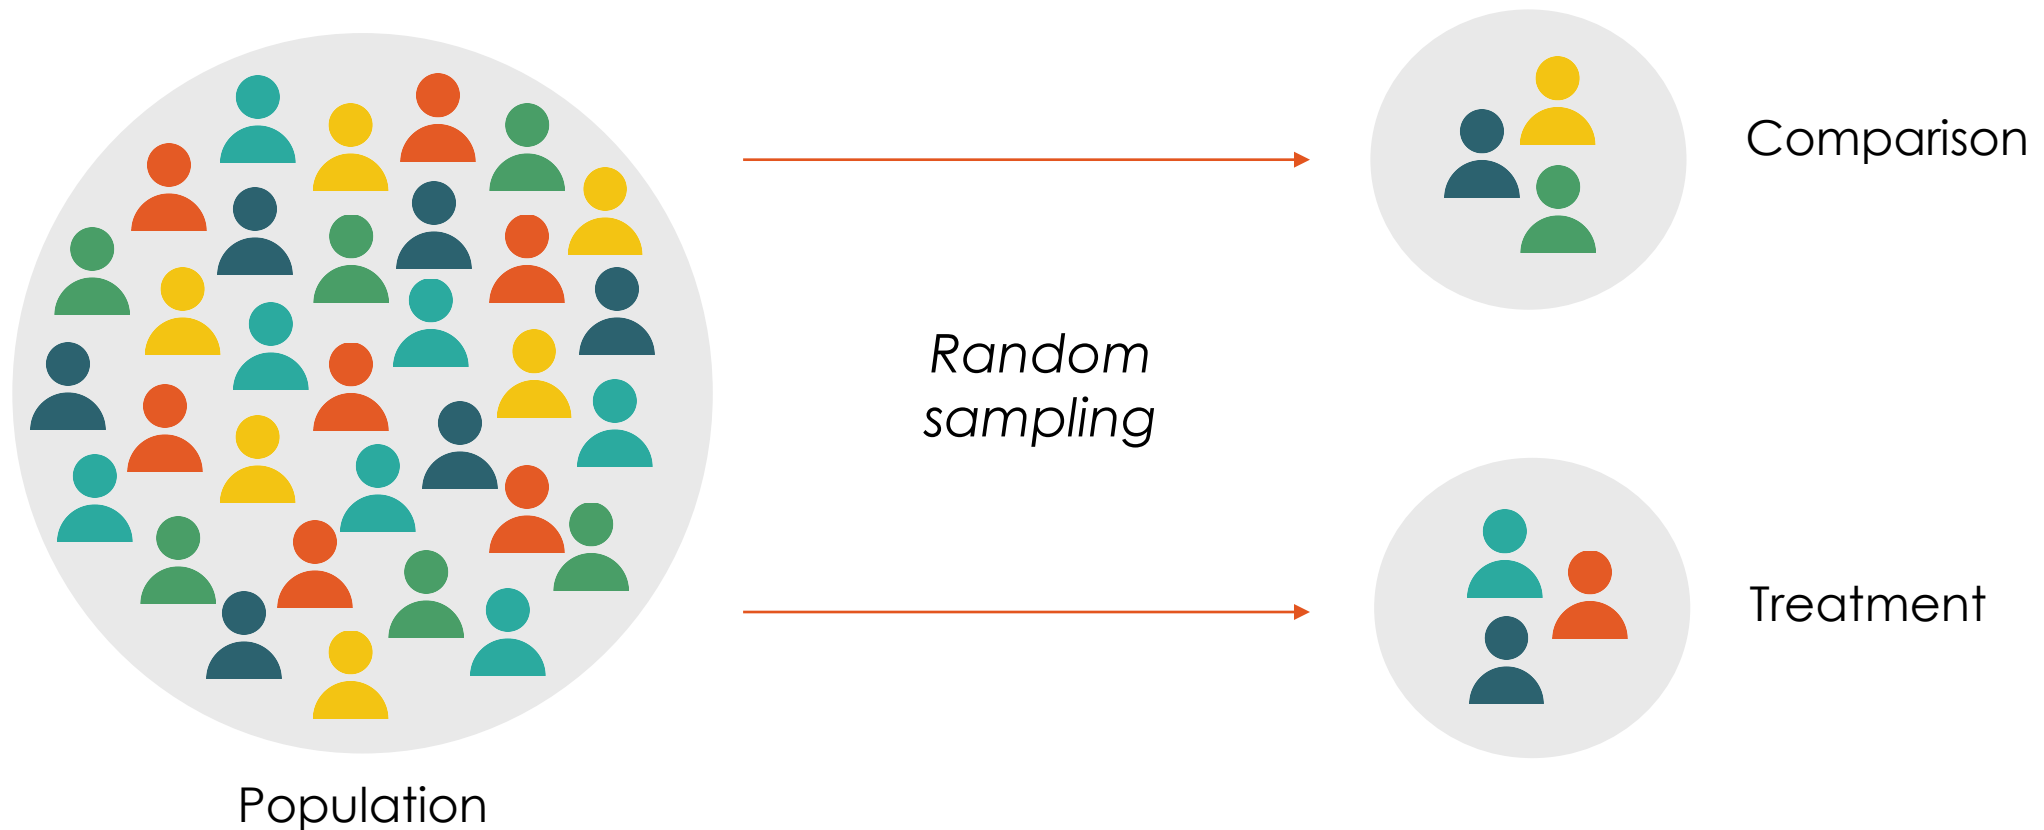 Comparison
Random
sampling
Treatment
Population